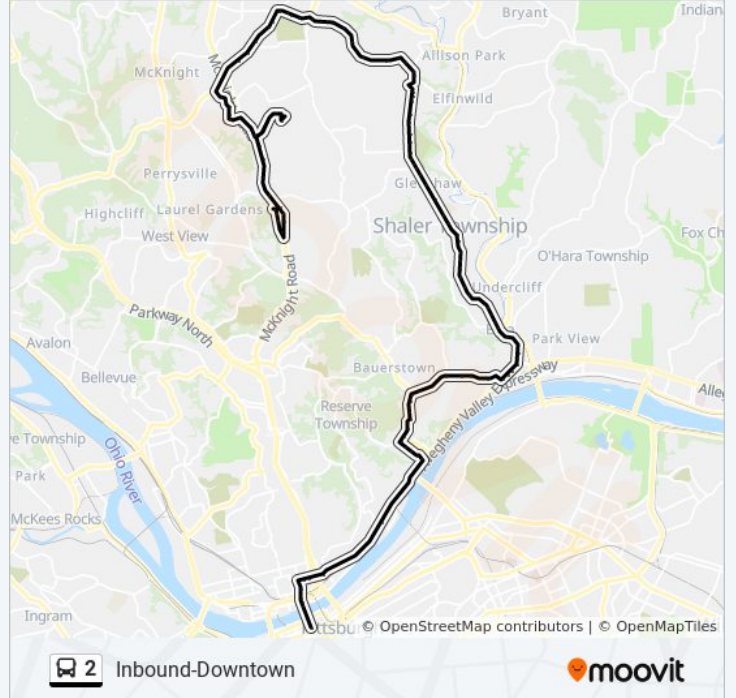 Bryant
Indian
Allison Park
McKnight
Elfinwild
Perrysville
Highcliff
Laurel Gardens
West View
Shaler Township
Fox Ch
O'Hara Township
Undercliff
McKnight Road
Parkway North
Park View
Avalon
Bauerstown
Bellevue
Allegheny Valley Expressway
Alle
Reserve
Township
e Township
Ohio River
Park
McKees Rocks
Ingram
ttsbur
© OpenStreetMap contributors | © OpenMapTiles
2 Inbound-Downtown
moovit